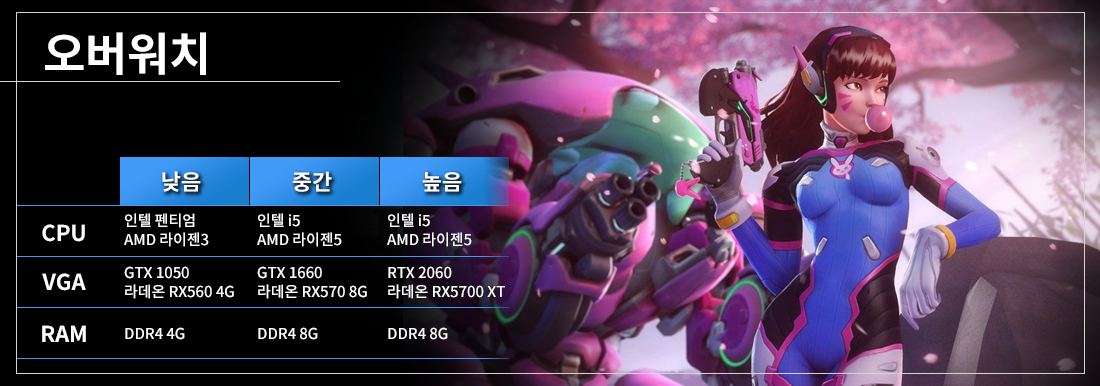 오버워치
낮음 중간 높음
CPU
인텔 펜티엄
AMD 라이젠3
인텔 i5
AMD 라이젠5
인텔 i5
AMD 라이젠5
VGA
GTX 1050
라데온 RX560 4G
GTX 1660
라데온 RX570 8G
RTX 2060
라데온 RX5700 XT
RAM
DDR4 4G
DDR4 8G
DDR4 8G